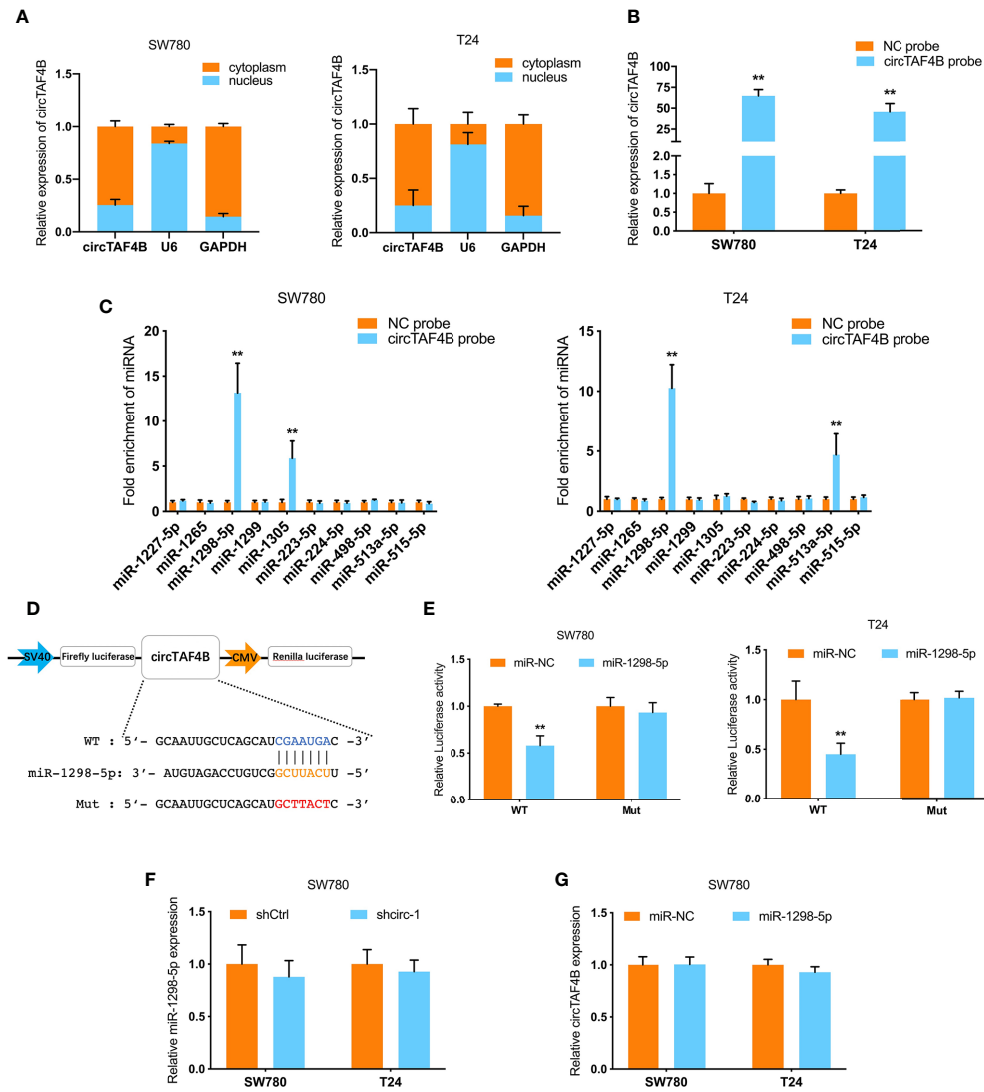 A
SW780
Relative expression of circTAF4B
1.5
1.0
0.5
0.0
cytoplasm
nucleus
circTAF4B U6 GAPDH
T24
Relative expression of circTAF4B
1.5
1.0
0.5
0.0
cytoplasm
nucleus
circTAF4B U6 GAPDH
B
NC probe
circTAF4B probe
Relative expression of circTAF4B
100
75
50
25
2.0
1.5
1.0
0.5
0.0
**
**
SW780 T24
C
SW780
NC probe
circTAF4B probe
Fold enrichment of miRNA
20
15
10
5
0
**
**
miR-1227-5p
miR-1265
miR-1298-5p
miR-1299
miR-1305
miR-223-5p
miR-224-5p
miR-498-5p
miR-513a-5p
miR-515-5p
T24
NC probe
circTAF4B probe
Fold enrichment of miRNA
15
10
5
0
**
**
miR-1227-5p
miR-1265
miR-1298-5p
miR-1299
miR-1305
miR-223-5p
miR-224-5p
miR-498-5p
miR-513a-5p
miR-515-5p
D
SV40 Firefly luciferase circTAF4B CMV Renilla luciferase
WT : 5′- GCAAUUGCUCAGCAUCGAAUGAC -3′
miR-1298-5p: 3′- AUGUAGACCUGUCGGCUUACUU -5′
Mut : 5′- GCAAUUGCUCAGCAUGCTTACTC -3′
E
SW780
miR-NC miR-1298-5p
Relative Luciferase activity
1.5
1.0
0.5
0.0
**
WT Mut
T24
miR-NC miR-1298-5p
Relative Luciferase activity
1.5
1.0
0.5
0.0
**
WT Mut
F
SW780
shCtrl shcirc-1
Relative miR-1298-5p expression
1.5
1.0
0.5
0.0
SW780 T24
G
SW780
miR-NC miR-1298-5p
Relative circTAF4B expression
1.5
1.0
0.5
0.0
SW780 T24